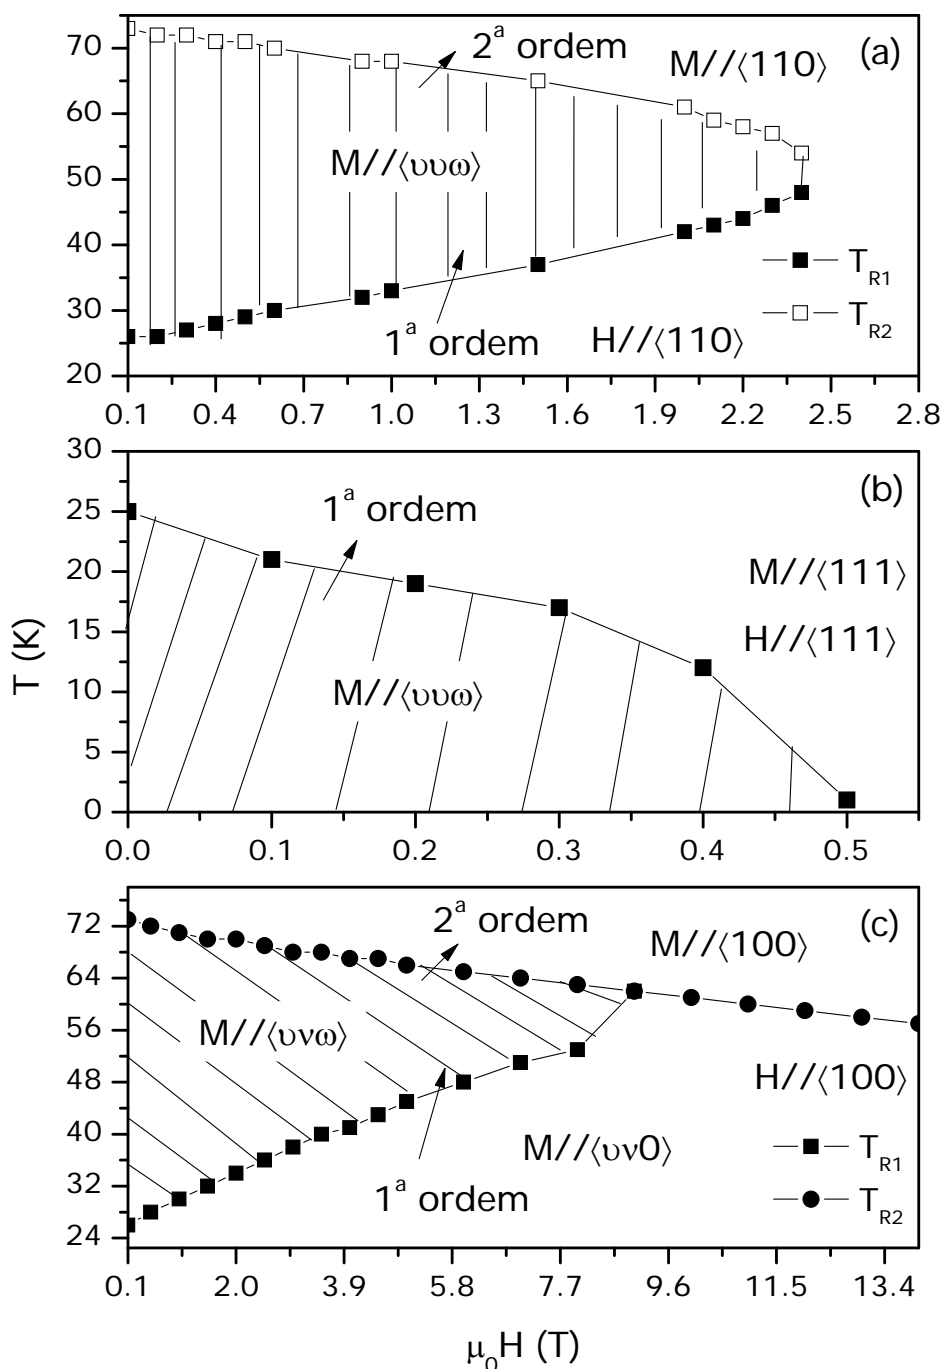 (a)
2ª ordem
M//⟨110⟩
70
60
M//⟨υυω⟩
50
40
T_R1
30
1ª ordem
H//⟨110⟩
T_R2
20
0.1 0.4 0.7 1.0 1.3 1.6 1.9 2.2 2.5 2.8
30
(b)
25
1ª ordem
20
M//⟨111⟩
T (K)
15
H//⟨111⟩
10
M//⟨υυω⟩
5
0
0.0 0.1 0.2 0.3 0.4 0.5
72
2ª ordem
(c)
M//⟨100⟩
64
56
M//⟨υνω⟩
48
H//⟨100⟩
40
M//⟨υν0⟩
T_R1
32
1ª ordem
T_R2
24
0.1 2.0 3.9 5.8 7.7 9.6 11.5 13.4
μ₀H (T)